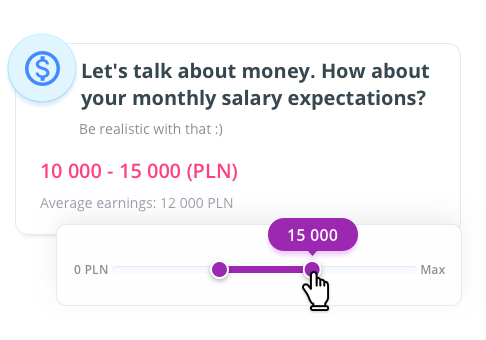 Let's talk about money. How about
your monthly salary expectations?
Be realistic with that :)
10 000 - 15 000 (PLN)
Average earnings: 12 000 PLN
15 000
0 PLN
Max